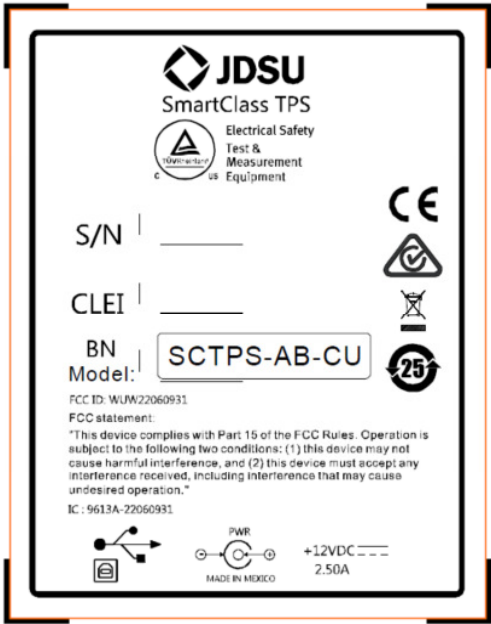 JDSU
SmartClass TPS
TÜVRheinland
C US
Electrical Safety
Test &
Measurement
Equipment
CE
S/N
CLEI
BN
Model:
SCTPS-AB-CU
25
FCC ID: WUW22060931
FCC statement:
"This device complies with Part 15 of the FCC Rules. Operation is
subject to the following two conditions: (1) this device may not
cause harmful interference, and (2) this device must accept any
interference received, including interference that may cause
undesired operation."
IC : 9613A-22060931
PWR
MADE IN MEXICO
+12VDC
2.50A